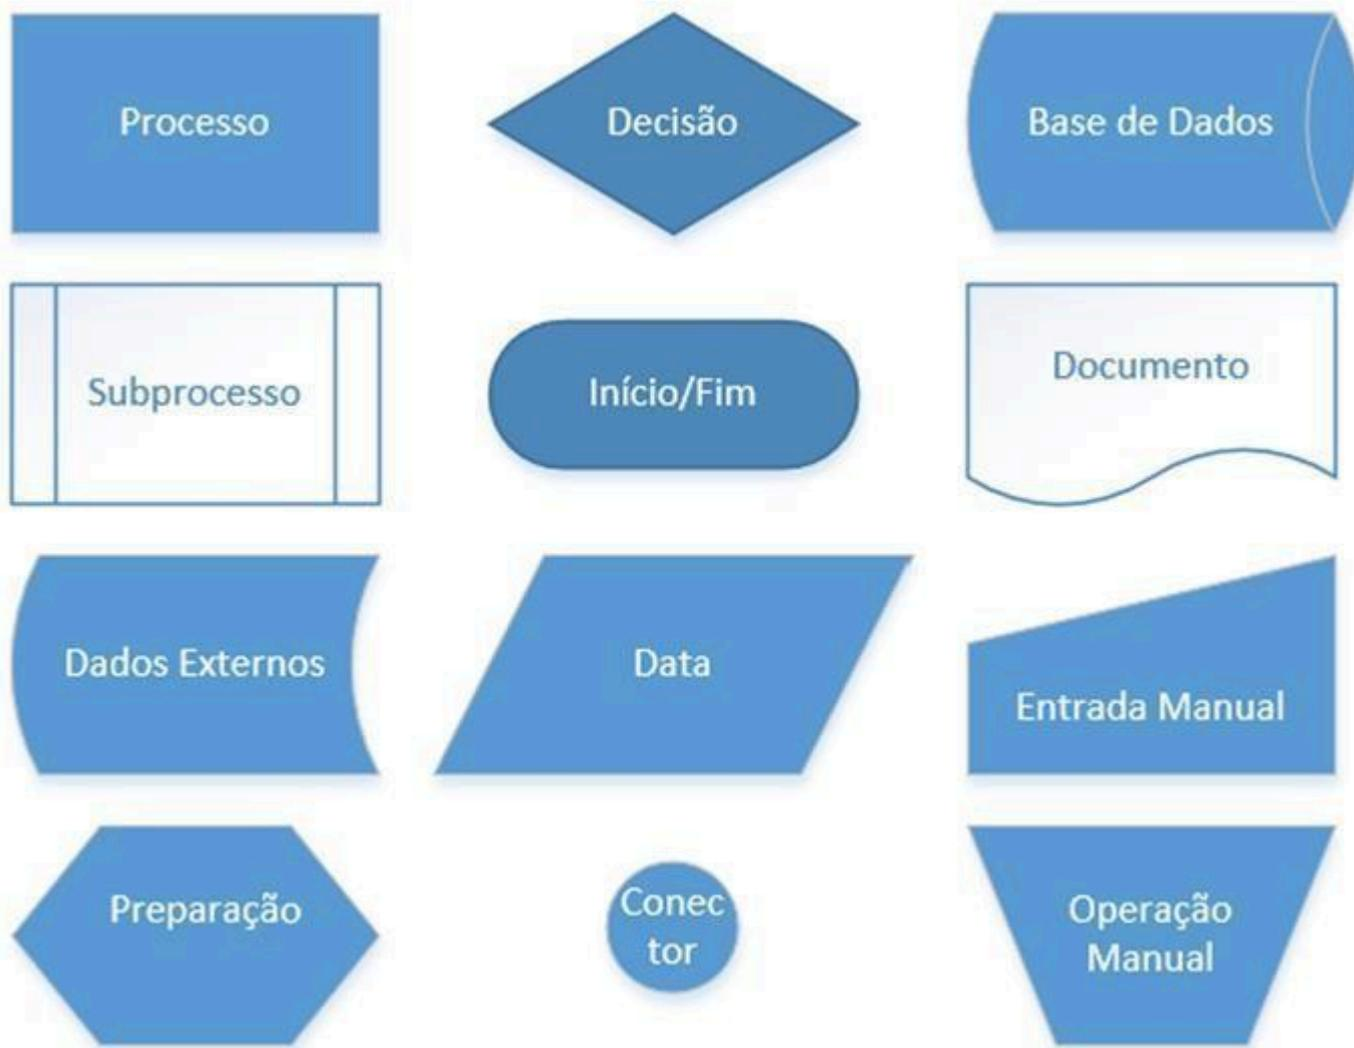 Processo
Decisão
Base de Dados
Subprocesso
Início/Fim
Documento
Dados Externos
Data
Entrada Manual
Preparação
Conec
tor
Operação
Manual